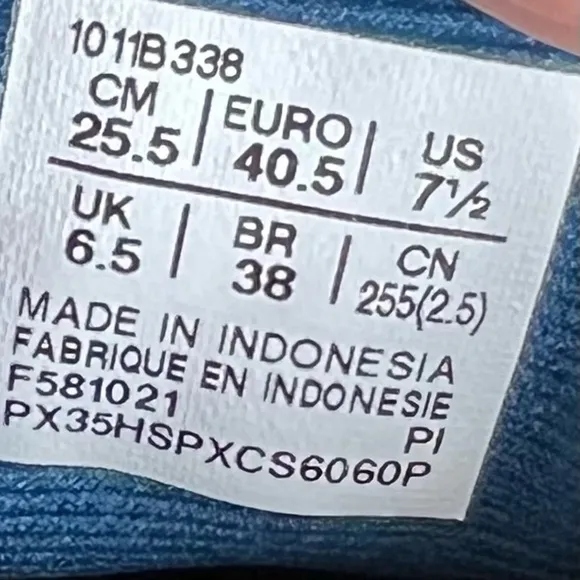 1011B338
CM | EURO | US
25.5 | 40.5 | 7½
UK | BR | CN
6.5 | 38 | 255(2.5)
MADE IN INDONESIA
FABRIQUE EN INDONESIE
F581021 PI
PX35HSPXCS6060P